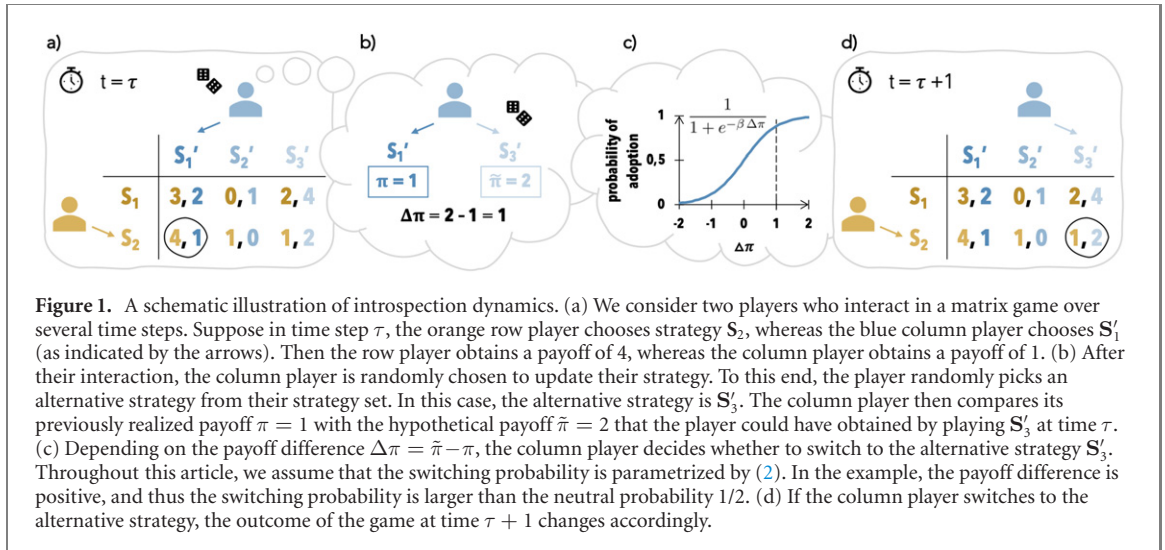 a)
t = τ
S₁′ S₂′ S₃′
S₁ 3, 2 0, 1 2, 4
S₂ 4, 1 1, 0 1, 2
b)
S₁′ S₃′
π = 1 π̃ = 2
Δπ = 2 - 1 = 1
c)
probability of
adoption
1
0,5
0
1
1 + e^{-β Δπ}
-2 -1 0 1 2
Δπ
d)
t = τ +1
S₁′ S₂′ S₃′
S₁ 3, 2 0, 1 2, 4
S₂ 4, 1 1, 0 1, 2
Figure 1. A schematic illustration of introspection dynamics. (a) We consider two players who interact in a matrix game over
several time steps. Suppose in time step τ, the orange row player chooses strategy S₂, whereas the blue column player chooses S′₁
(as indicated by the arrows). Then the row player obtains a payoff of 4, whereas the column player obtains a payoff of 1. (b) After
their interaction, the column player is randomly chosen to update their strategy. To this end, the player randomly picks an
alternative strategy from their strategy set. In this case, the alternative strategy is S′₃. The column player then compares its
previously realized payoff π = 1 with the hypothetical payoff π̃ = 2 that the player could have obtained by playing S′₃ at time τ.
(c) Depending on the payoff difference Δπ = π̃−π, the column player decides whether to switch to the alternative strategy S′₃.
Throughout this article, we assume that the switching probability is parametrized by (2). In the example, the payoff difference is
positive, and thus the switching probability is larger than the neutral probability 1/2. (d) If the column player switches to the
alternative strategy, the outcome of the game at time τ + 1 changes accordingly.